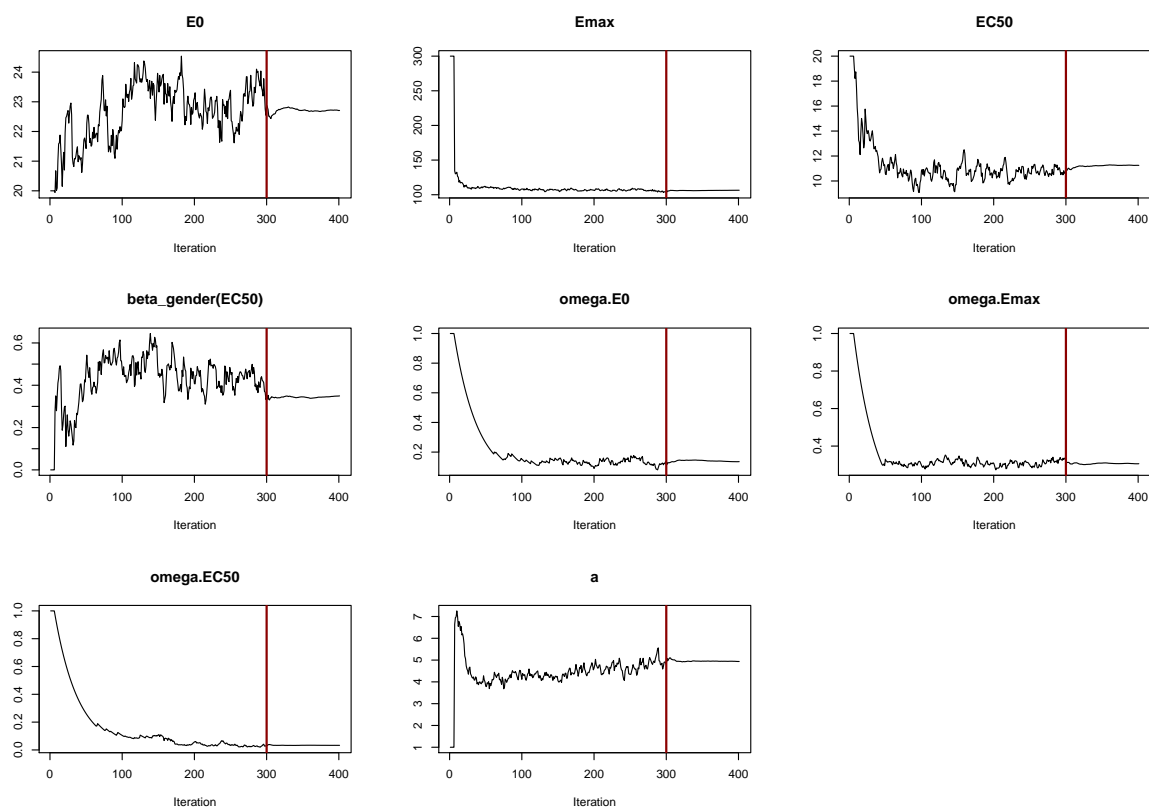 E0
24
23
22
21
20
0 100 200 300 400
Iteration
Emax
300
250
200
150
100
0 100 200 300 400
Iteration
EC50
20
18
16
14
12
10
0 100 200 300 400
Iteration
beta_gender(EC50)
0.6
0.4
0.2
0.0
0 100 200 300 400
Iteration
omega.E0
1.0
0.8
0.6
0.4
0.2
0 100 200 300 400
Iteration
omega.Emax
1.0
0.8
0.6
0.4
0 100 200 300 400
Iteration
omega.EC50
1.0
0.8
0.6
0.4
0.2
0.0
0 100 200 300 400
Iteration
a
7
6
5
4
3
2
1
0 100 200 300 400
Iteration